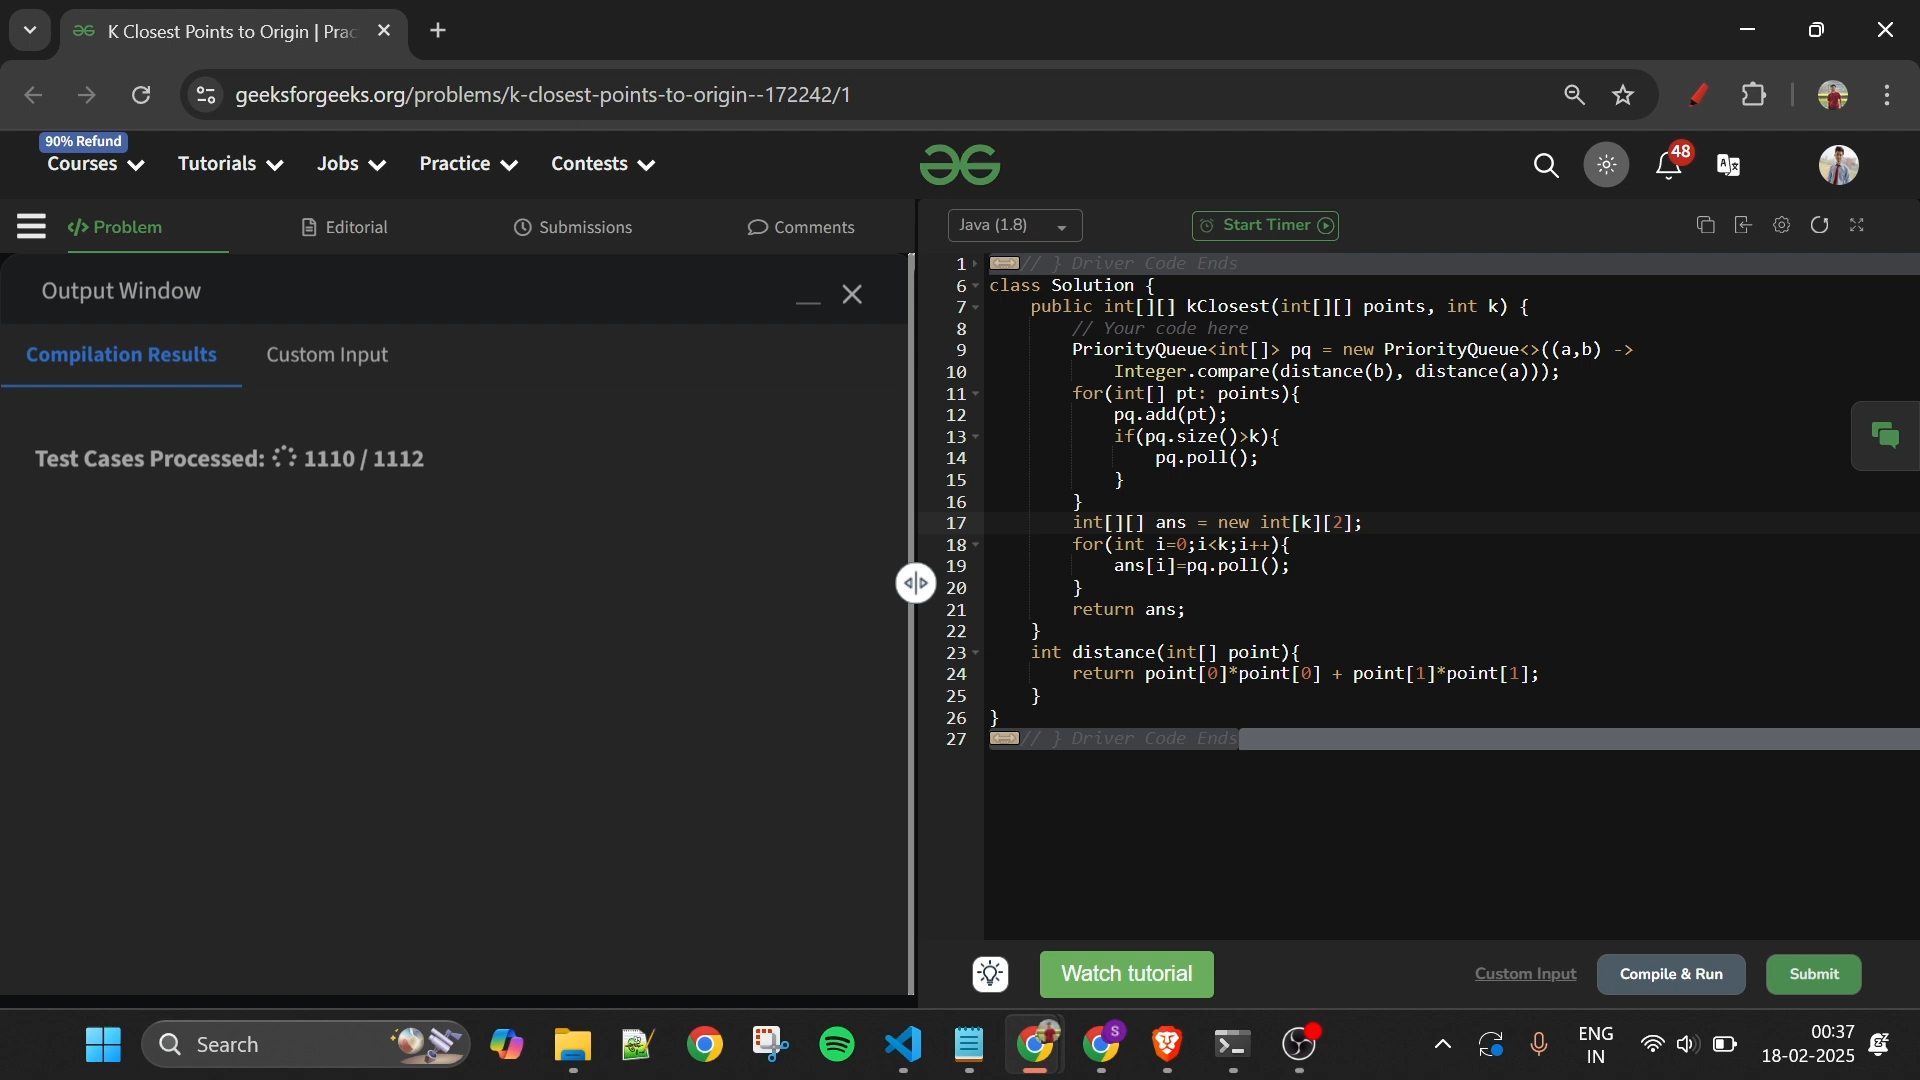 K Closest Points to Origin | Prac
geeksforgeeks.org/problems/k-closest-points-to-origin--172242/1
90% Refund
Courses
Tutorials
Jobs
Practice
Contests
48
Problem
Editorial
Submissions
Comments
Java (1.8)
Start Timer
Output Window
Compilation Results
Custom Input
Test Cases Processed: 1110 / 1112
1 // } Driver Code Ends
6 class Solution {
7 public int[][] kClosest(int[][] points, int k) {
8 // Your code here
9 PriorityQueue<int[]> pq = new PriorityQueue<>((a,b) ->
10 Integer.compare(distance(b), distance(a)));
11 for(int[] pt: points){
12 pq.add(pt);
13 if(pq.size()>k){
14 pq.poll();
15 }
16 }
17 int[][] ans = new int[k][2];
18 for(int i=0;i<k;i++){
19 ans[i]=pq.poll();
20 }
21 return ans;
22 }
23 int distance(int[] point){
24 return point[0]*point[0] + point[1]*point[1];
25 }
26 }
27 // } Driver Code Ends
Watch tutorial
Custom Input
Compile & Run
Submit
Search
S
ENG
IN
00:37
18-02-2025